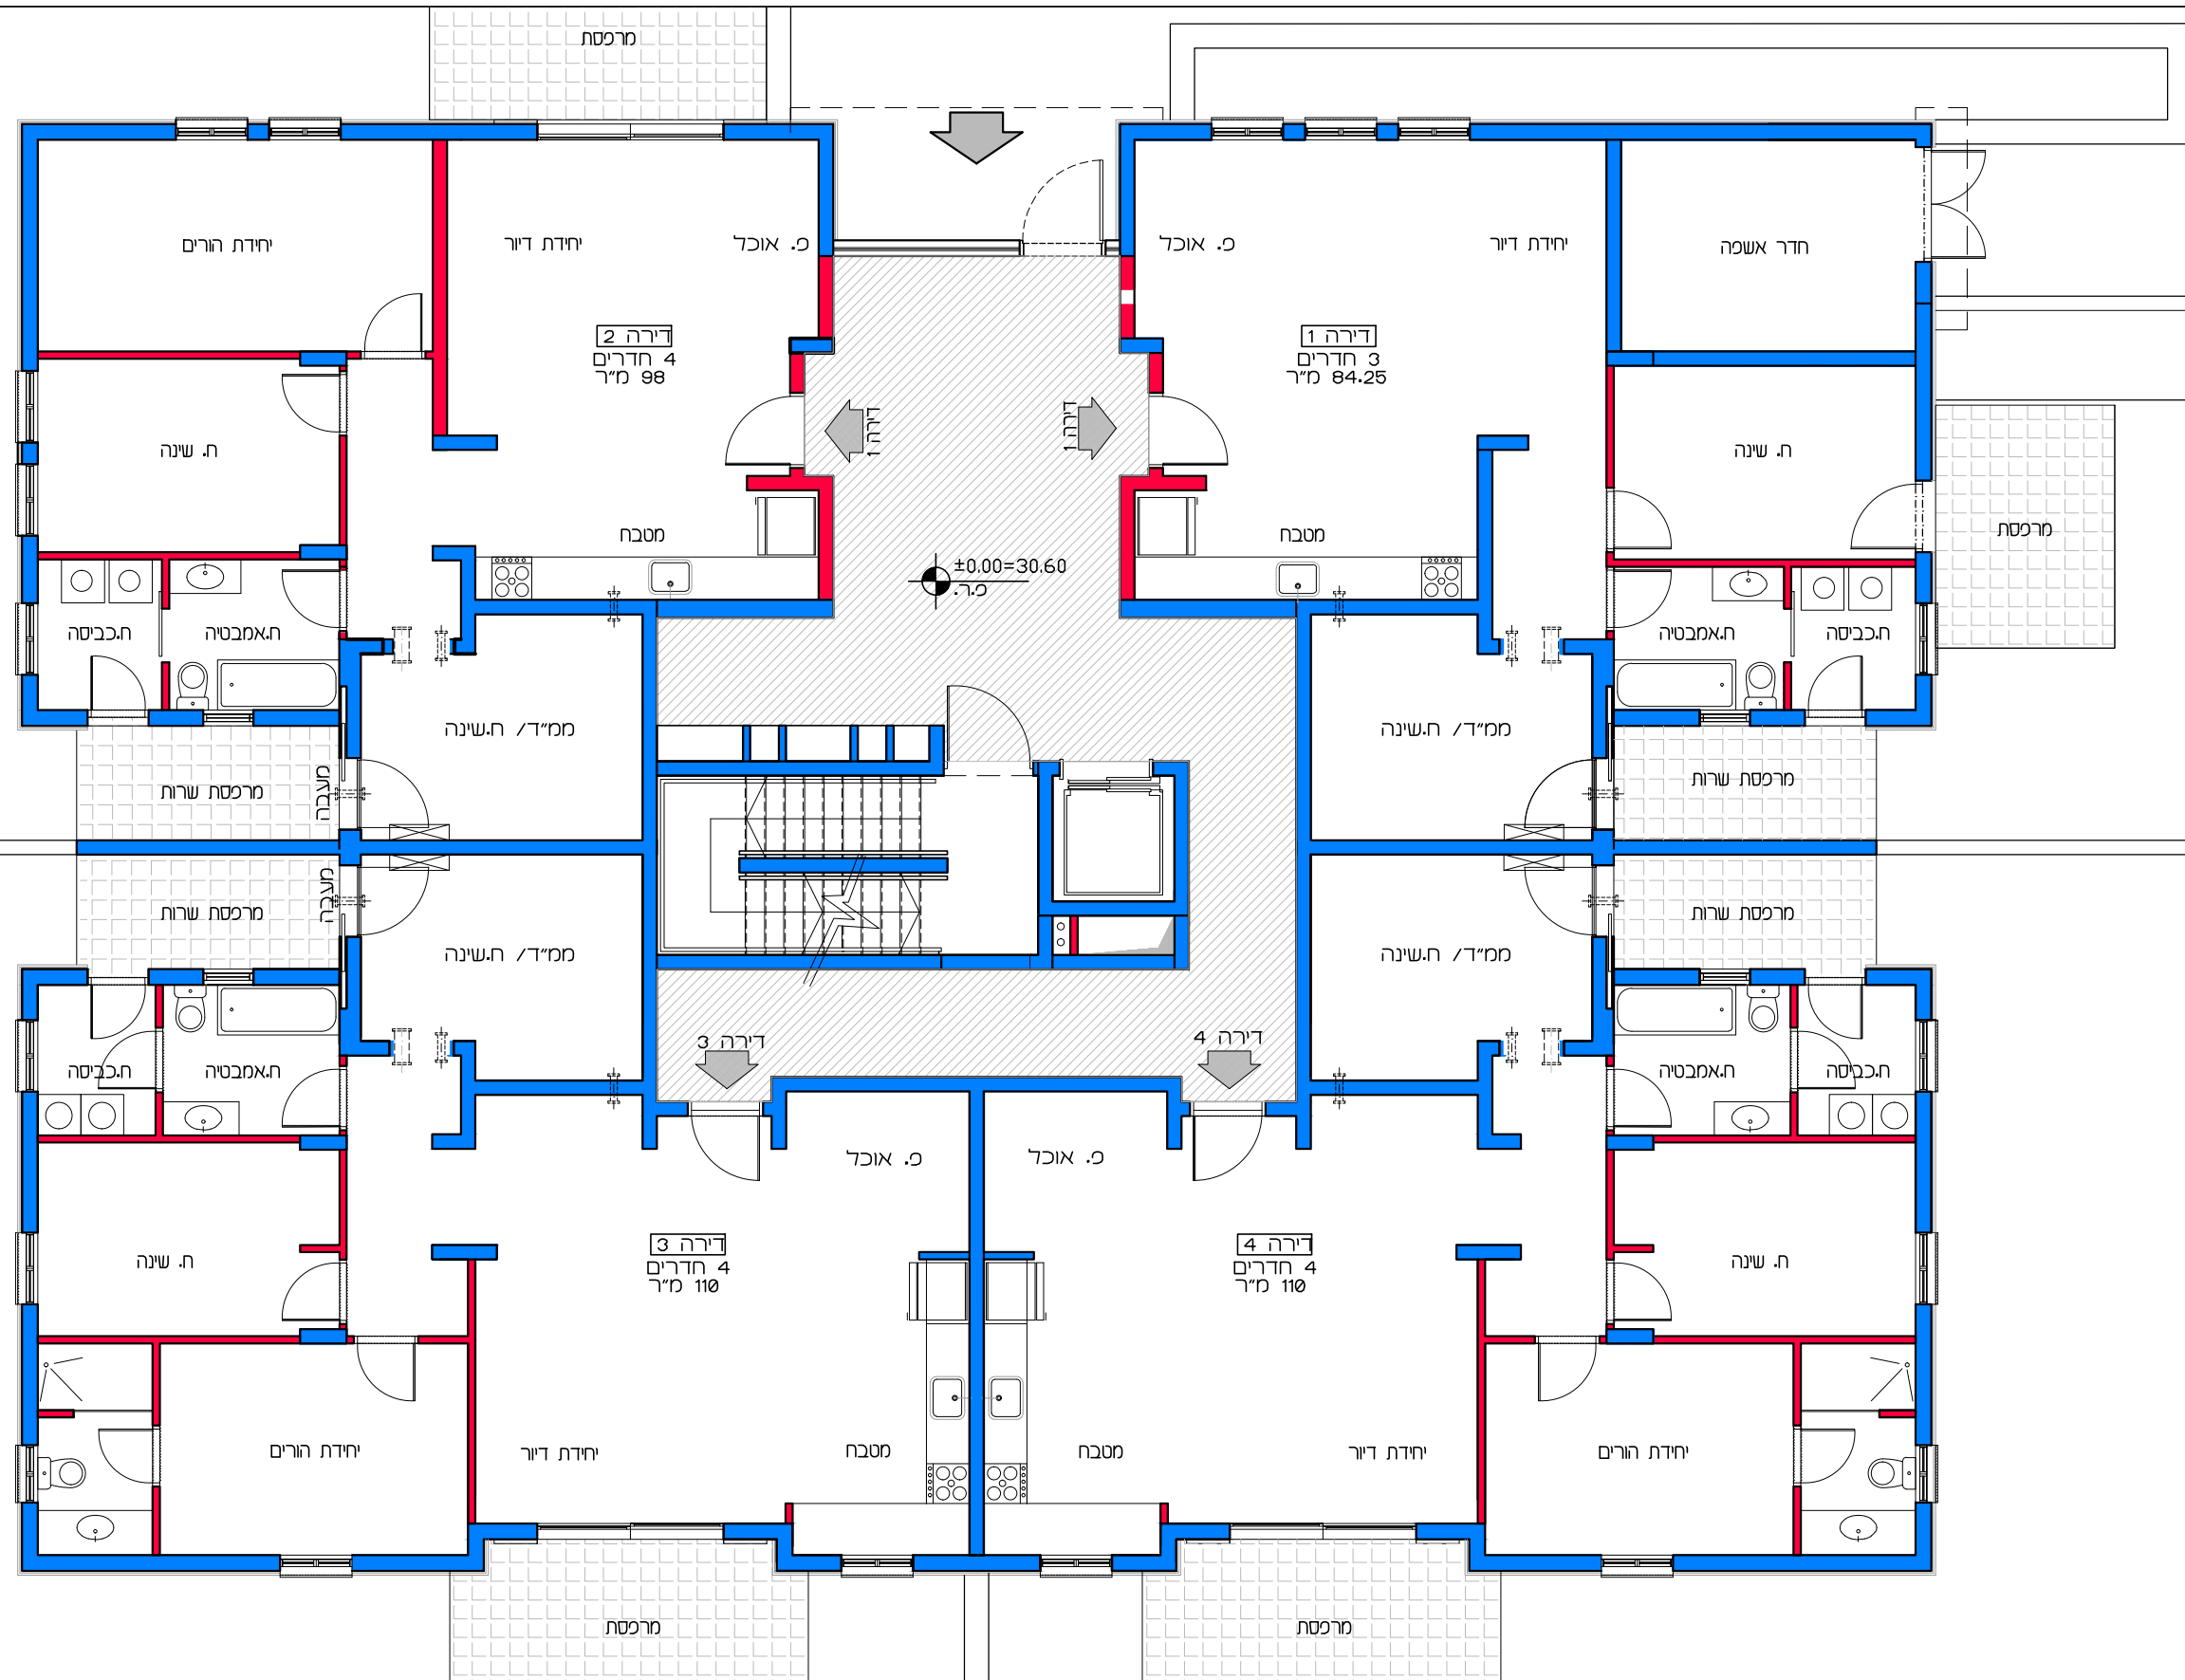 מרפסת
יחידת הורים
יחידת דיור
פ. אוכל
פ. אוכל
יחידת דיור
חדר אשפה
דירה 2
4 חדרים
98 מ"ר
דירה 1
3 חדרים
84.25 מ"ר
דירה 1
דירה 1
ח. שינה
ח. שינה
מטבח
מטבח
מרפסת
±0.00=30.60
פ.ר.
ח.כביסה
ח.אמבטיה
ח.אמבטיה
ח.כביסה
ממ"ד/ ח.שינה
ממ"ד/ ח.שינה
מרפסת שרות
מעבה
מרפסת שרות
מרפסת שרות
מעבה
מרפסת שרות
ממ"ד/ ח.שינה
ממ"ד/ ח.שינה
דירה 3
דירה 4
ח.כביסה
ח.אמבטיה
ח.אמבטיה
ח.כביסה
פ. אוכל
פ. אוכל
ח. שינה
דירה 3
4 חדרים
110 מ"ר
דירה 4
4 חדרים
110 מ"ר
ח. שינה
יחידת הורים
יחידת דיור
מטבח
מטבח
יחידת דיור
יחידת הורים
מרפסת
מרפסת